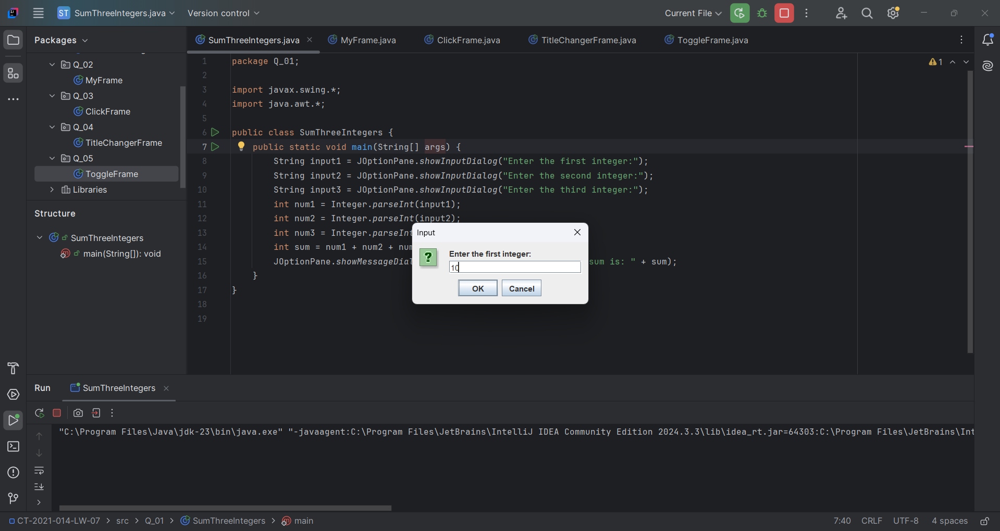 ST SumThreeIntegers.java Version control Current File
Packages
SumThreeIntegers.java MyFrame.java ClickFrame.java TitleChangerFrame.java ToggleFrame.java
Q_02
MyFrame
Q_03
ClickFrame
Q_04
TitleChangerFrame
Q_05
ToggleFrame
Libraries
Structure
SumThreeIntegers
main(String[]): void
1 package Q_01;
2
3 import javax.swing.*;
4 import java.awt.*;
5
6 public class SumThreeIntegers {
7 public static void main(String[] args) {
8 String input1 = JOptionPane.showInputDialog("Enter the first integer:");
9 String input2 = JOptionPane.showInputDialog("Enter the second integer:");
10 String input3 = JOptionPane.showInputDialog("Enter the third integer:");
11 int num1 = Integer.parseInt(input1);
12 int num2 = Integer.parseInt(input2);
13 int num3 = Integer.parseInt
14 int sum = num1 + num2 + num
15 JOptionPane.showMessageDial sum is: " + sum);
16 }
17 }
18
19
1
Input
Enter the first integer:
10
OK Cancel
Run SumThreeIntegers
"C:\Program Files\Java\jdk-23\bin\java.exe" "-javaagent:C:\Program Files\JetBrains\IntelliJ IDEA Community Edition 2024.3.3\lib\idea_rt.jar=64303:C:\Program Files\JetBrains\Int
CT-2021-014-LW-07 > src > Q_01 > SumThreeIntegers > main 7:40 CRLF UTF-8 4 spaces